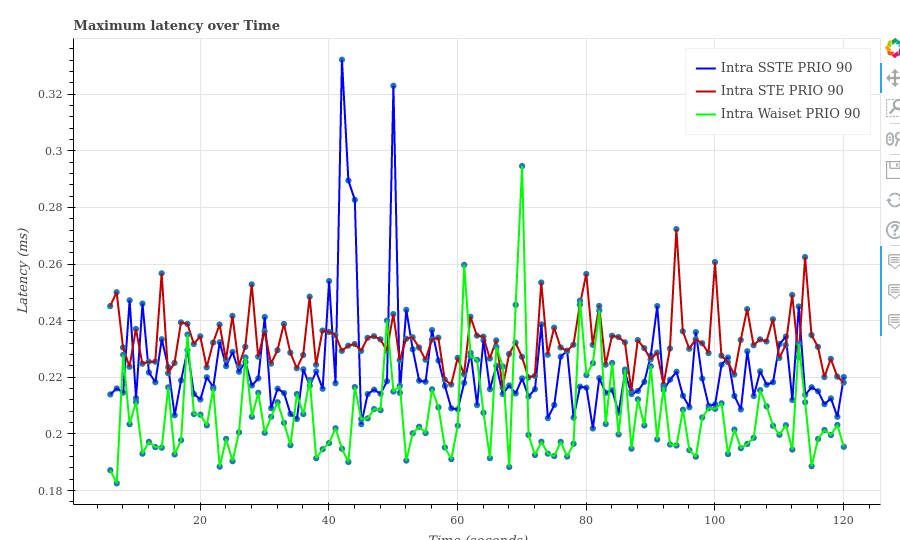 Maximum latency over Time
Intra SSTE PRIO 90
Intra STE PRIO 90
Intra Waiset PRIO 90
Latency (ms)
0.32
0.3
0.28
0.26
0.24
0.22
0.2
0.18
20
40
60
80
100
120
Time (seconds)